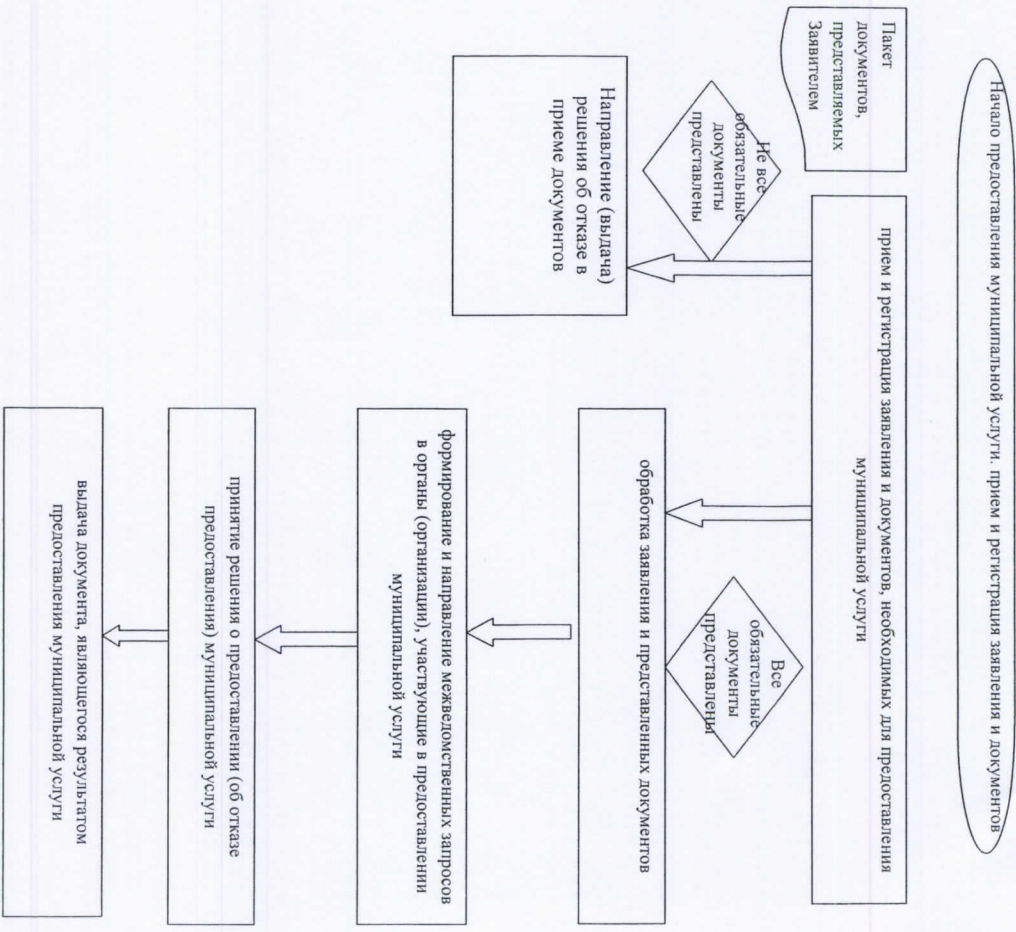 Начало предоставления муниципальной услуги. прием и регистрация заявления и документов
Пакет
документов,
представляемых
Заявителем
прием и регистрация заявления и документов, необходимых для предоставления
муниципальной услуги
Не все
обязательные
документы
представлены
Все
обязательные
документы
представлены
Направление (выдача)
решения об отказе в
приеме документов
обработка заявления и представленных документов
формирование и направление межведомственных запросов
в органы (организации), участвующие в предоставлении
муниципальной услуги
принятие решения о предоставлении (об отказе
предоставления) муниципальной услуги
выдача документа, являющегося результатом
предоставления муниципальной услуги